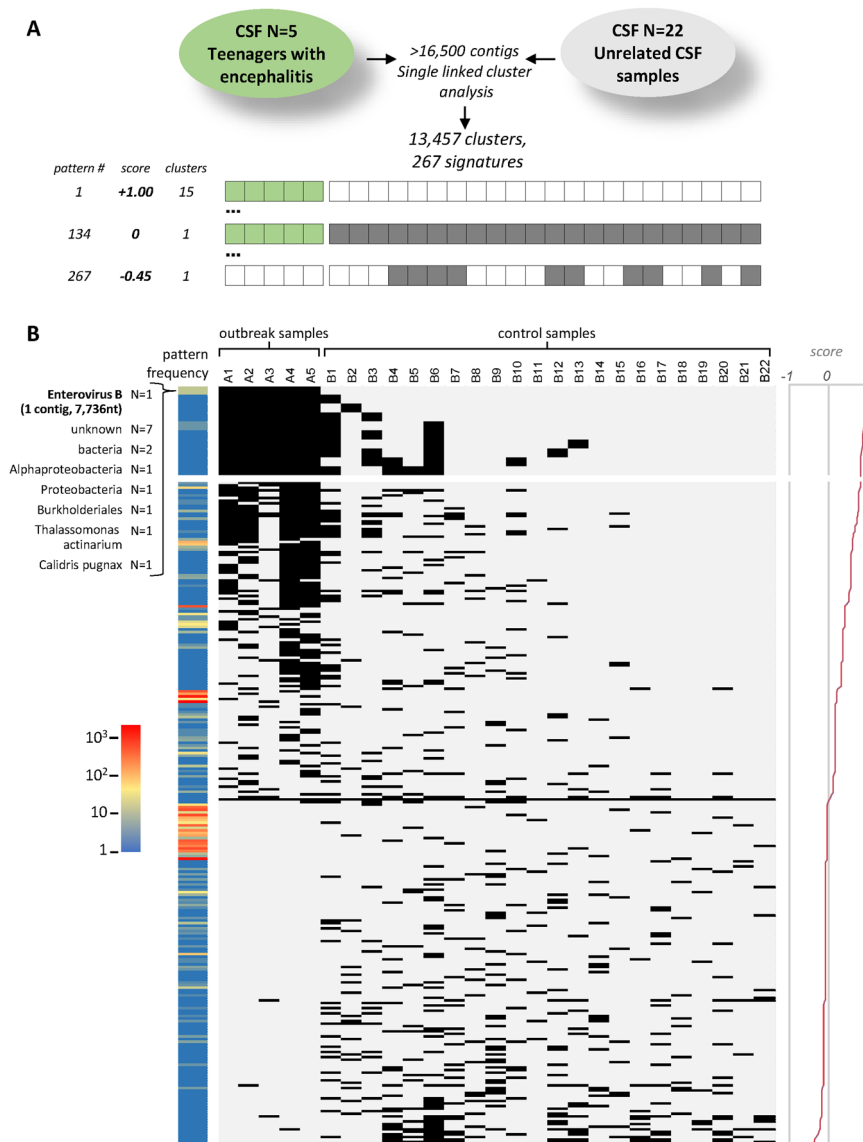 A
CSF N=5
Teenagers with
encephalitis
>16,500 contigs
Single linked cluster
analysis
CSF N=22
Unrelated CSF
samples
13,457 clusters,
267 signatures
pattern # score clusters
1 +1.00 15
...
134 0 1
...
267 -0.45 1
B
outbreak samples control samples
pattern
frequency
score
A1 A2 A3 A4 A5 B1 B2 B3 B4 B5 B6 B7 B8 B9 B10 B11 B12 B13 B14 B15 B16 B17 B18 B19 B20 B21 B22
-1 0
Enterovirus B N=1
(1 contig, 7,736nt)
unknown N=7
bacteria N=2
Alphaproteobacteria N=1
Proteobacteria N=1
Burkholderiales N=1
Thalassomonas N=1
actinarium
Calidris pugnax N=1
10³
10²
10
1